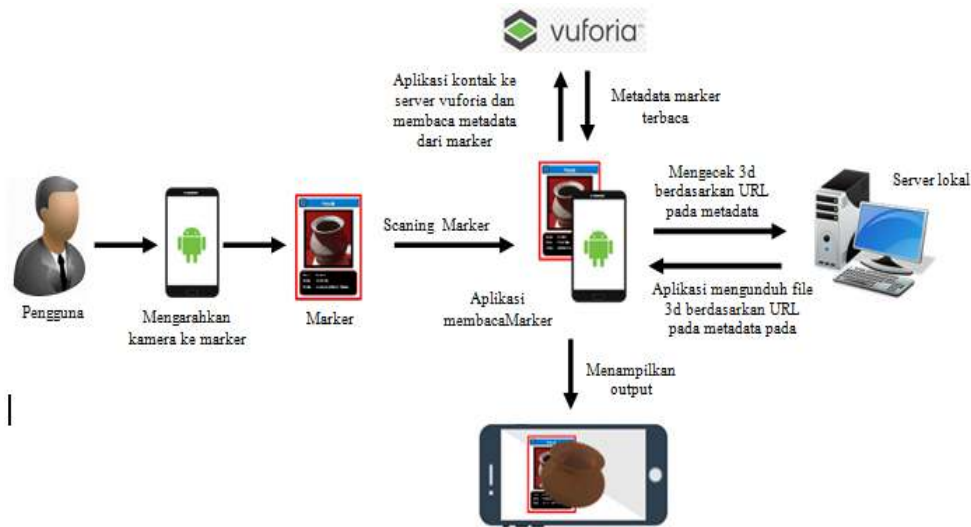 vuforia
Aplikasi kontak ke
server vuforia dan
membaca metadata
dari marker
Metadata marker
terbaca
Mengecek 3d
berdasarkan URL
pada metadata
Server lokal
Scaning Marker
Pengguna
Mengarahkan
kamera ke marker
Marker
Aplikasi
membacaMarker
Aplikasi mengunduh file
3d berdasarkan URL
pada metadata pada
Menampilkan
output